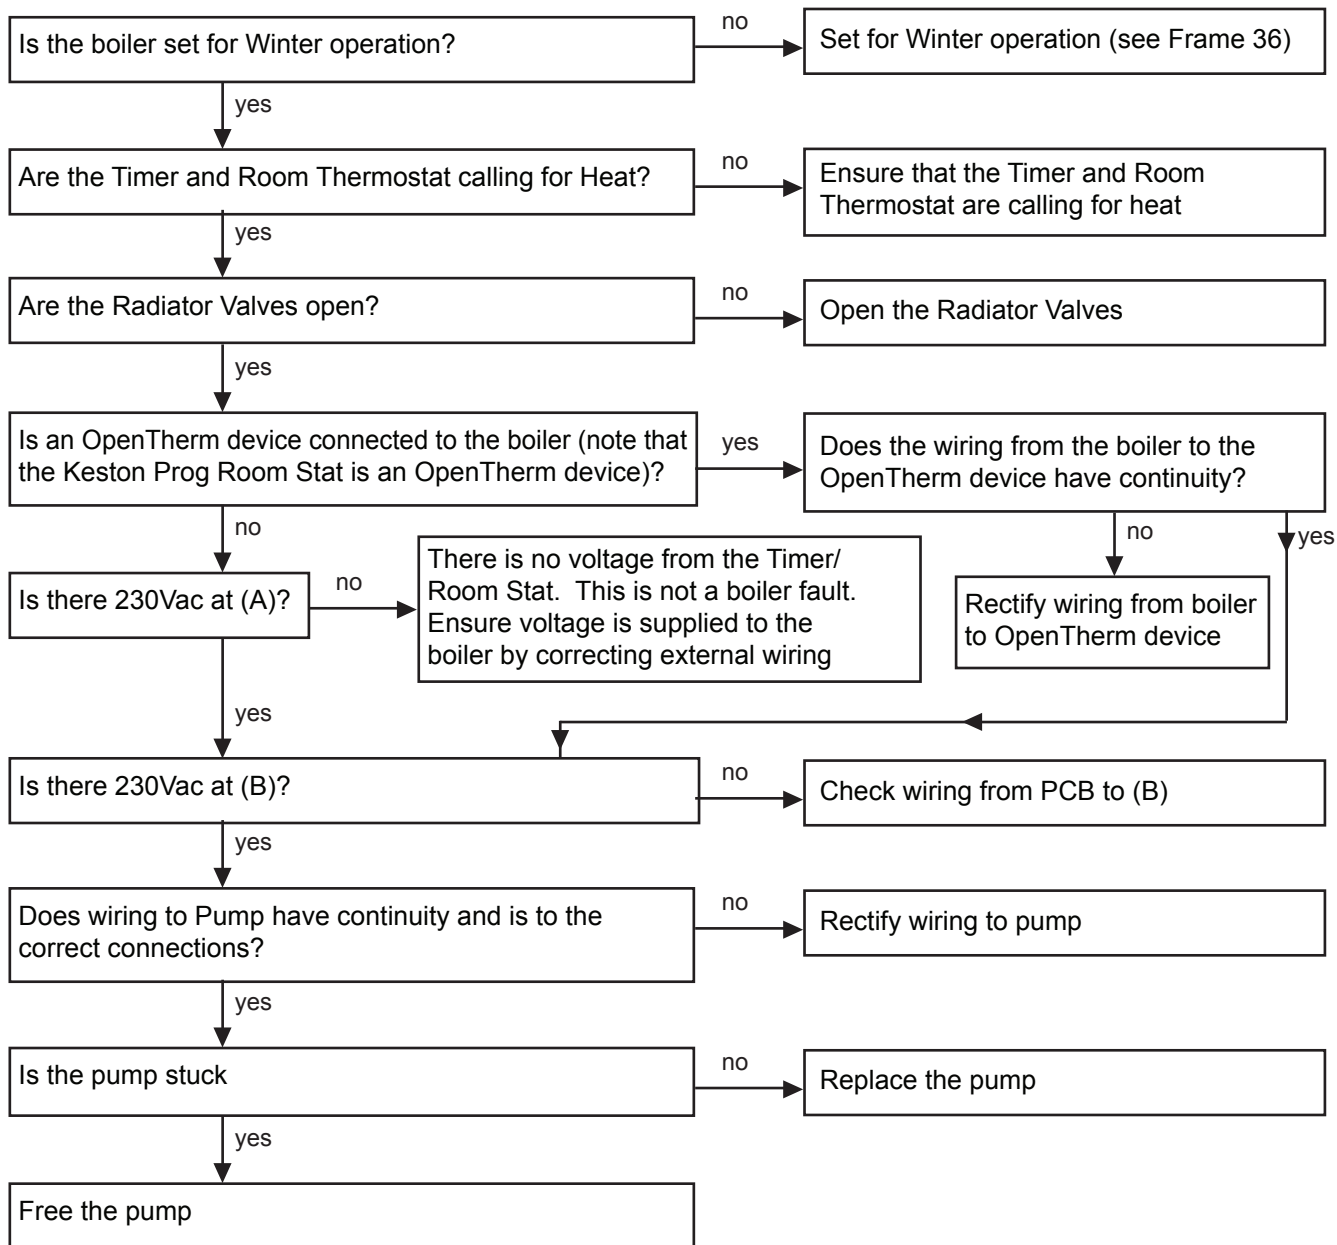 Is the boiler set for Winter operation?
no
Set for Winter operation (see Frame 36)
yes
Are the Timer and Room Thermostat calling for Heat?
no
Ensure that the Timer and Room
Thermostat are calling for heat
yes
Are the Radiator Valves open?
no
Open the Radiator Valves
yes
Is an OpenTherm device connected to the boiler (note that
the Keston Prog Room Stat is an OpenTherm device)?
yes
Does the wiring from the boiler to the
OpenTherm device have continuity?
no
yes
Rectify wiring from boiler
to OpenTherm device
no
Is there 230Vac at (A)?
no
There is no voltage from the Timer/
Room Stat.  This is not a boiler fault.
Ensure voltage is supplied to the
boiler by correcting external wiring
yes
Is there 230Vac at (B)?
no
Check wiring from PCB to (B)
yes
Does wiring to Pump have continuity and is to the
correct connections?
no
Rectify wiring to pump
yes
Is the pump stuck
no
Replace the pump
yes
Free the pump